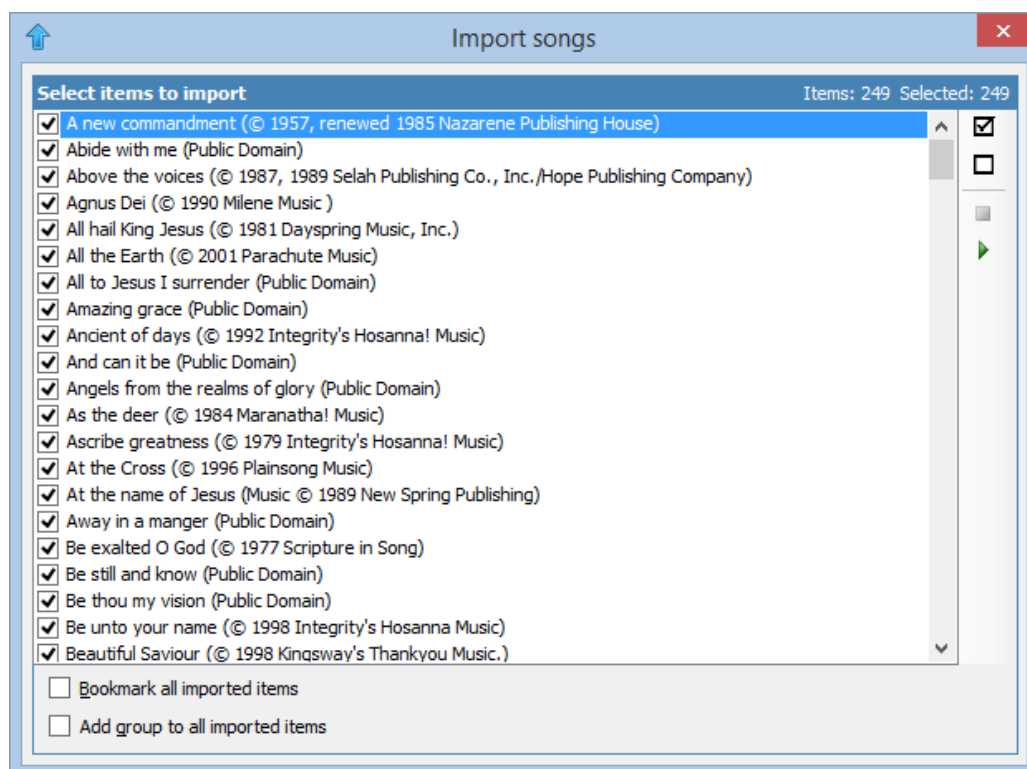 Import songs
Select items to import Items: 249 Selected: 249
A new commandment (© 1957, renewed 1985 Nazarene Publishing House)
Abide with me (Public Domain)
Above the voices (© 1987, 1989 Selah Publishing Co., Inc./Hope Publishing Company)
Agnus Dei (© 1990 Milene Music )
All hail King Jesus (© 1981 Dayspring Music, Inc.)
All the Earth (© 2001 Parachute Music)
All to Jesus I surrender (Public Domain)
Amazing grace (Public Domain)
Ancient of days (© 1992 Integrity's Hosanna! Music)
And can it be (Public Domain)
Angels from the realms of glory (Public Domain)
As the deer (© 1984 Maranatha! Music)
Ascribe greatness (© 1979 Integrity's Hosanna! Music)
At the Cross (© 1996 Plainsong Music)
At the name of Jesus (Music © 1989 New Spring Publishing)
Away in a manger (Public Domain)
Be exalted O God (© 1977 Scripture in Song)
Be still and know (Public Domain)
Be thou my vision (Public Domain)
Be unto your name (© 1998 Integrity's Hosanna Music)
Beautiful Saviour (© 1998 Kingsway's Thankyou Music.)
Bookmark all imported items
Add group to all imported items